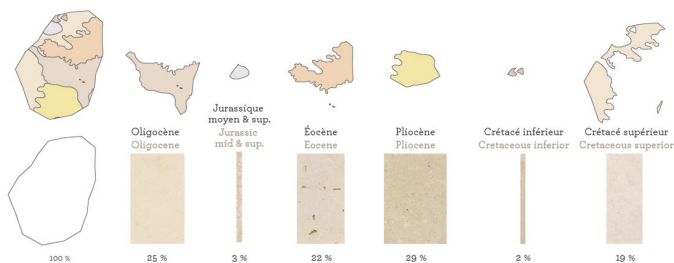 Jurassique
moyen & sup.
Jurassic
mid & sup.
Oligocène
Oligocene
Éocène
Eocene
Pliocène
Pliocene
Crétacé inférieur
Cretaceous inferior
Crétacé supérieur
Cretaceous superior
100 %
25 %
3 %
22 %
29 %
2 %
19 %